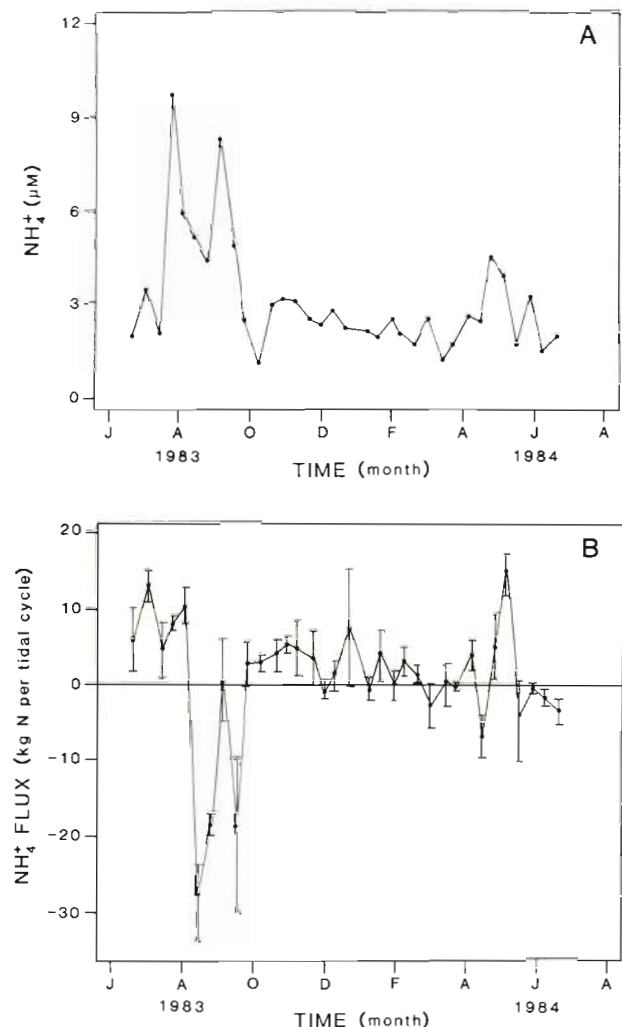 A
12
9
6
3
0
NH₄⁺ (μM)
J A O D F A J A
1983 1984
TIME (month)
B
20
10
0
-10
-20
-30
NH₄⁺ FLUX (kg N per tidal cycle)
J A O D F A J A
1983 1984
TIME (month)